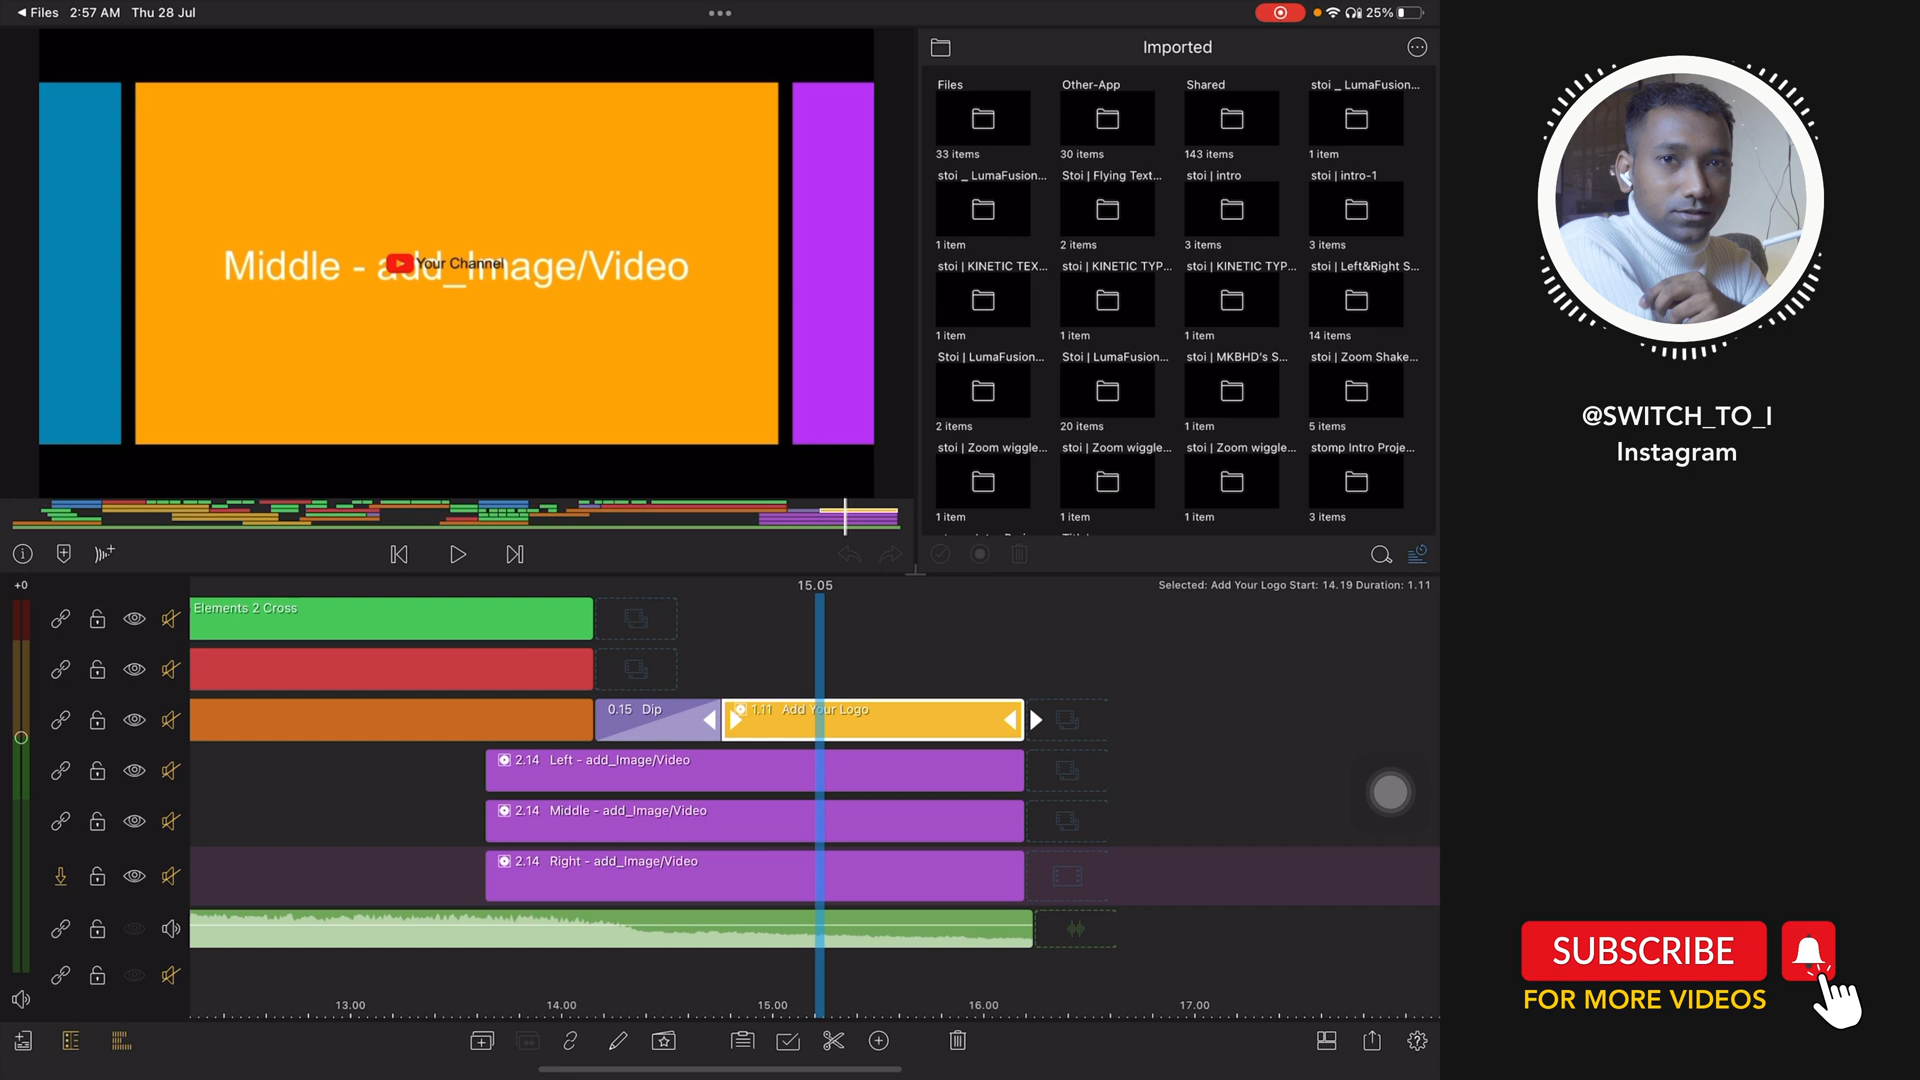 Files 2:57 AM Thu 28 Jul
25%
Imported
Files
Other-App
Shared
stoi _ LumaFusion...
33 items
30 items
143 items
1 item
stoi _ LumaFusion...
Stoi | Flying Text...
stoi | intro
stoi | intro-1
1 item
2 items
3 items
3 items
stoi | KINETIC TEX...
stoi | KINETIC TYP...
stoi | KINETIC TYP...
stoi | Left&Right S...
1 item
1 item
1 item
14 items
Stoi | LumaFusion...
Stoi | LumaFusion...
stoi | MKBHD's S...
stoi | Zoom Shake...
2 items
20 items
1 item
5 items
stoi | Zoom wiggle...
stoi | Zoom wiggle...
stoi | Zoom wiggle...
stomp Intro Proje...
1 item
1 item
1 item
3 items
Middle - add_Image/Video
Your Channel
+0
15.05
Selected: Add Your Logo Start: 14.19 Duration: 1.11
Elements 2 Cross
0.15 Dip
1.11 Add Your Logo
2.14 Left - add_Image/Video
2.14 Middle - add_Image/Video
2.14 Right - add_Image/Video
13.00
14.00
15.00
16.00
17.00
@SWITCH_TO_I
Instagram
SUBSCRIBE
FOR MORE VIDEOS